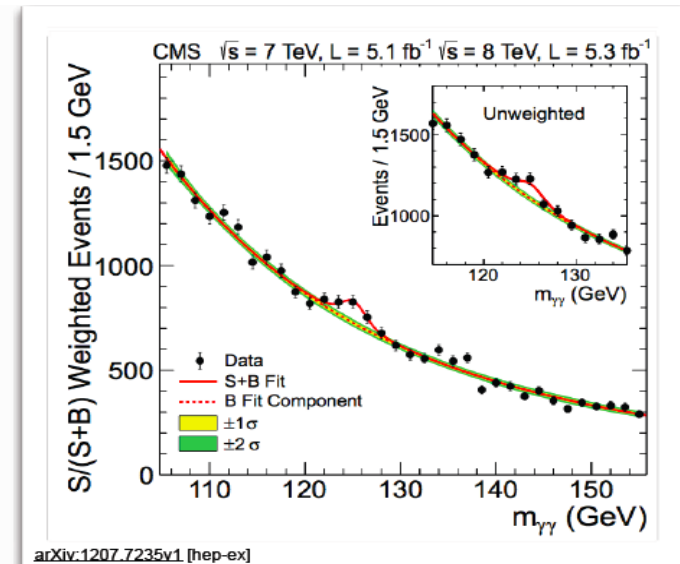 CMS √s = 7 TeV, L = 5.1 fb⁻¹ √s = 8 TeV, L = 5.3 fb⁻¹
S/(S+B) Weighted Events / 1.5 GeV
1500
1000
500
0
110 120 130 140 150
mγγ (GeV)
Data
S+B Fit
B Fit Component
±1σ
±2 σ
Unweighted
Events / 1.5 GeV
1500
1000
120 130
mγγ (GeV)
arXiv:1207.7235v1 [hep-ex]